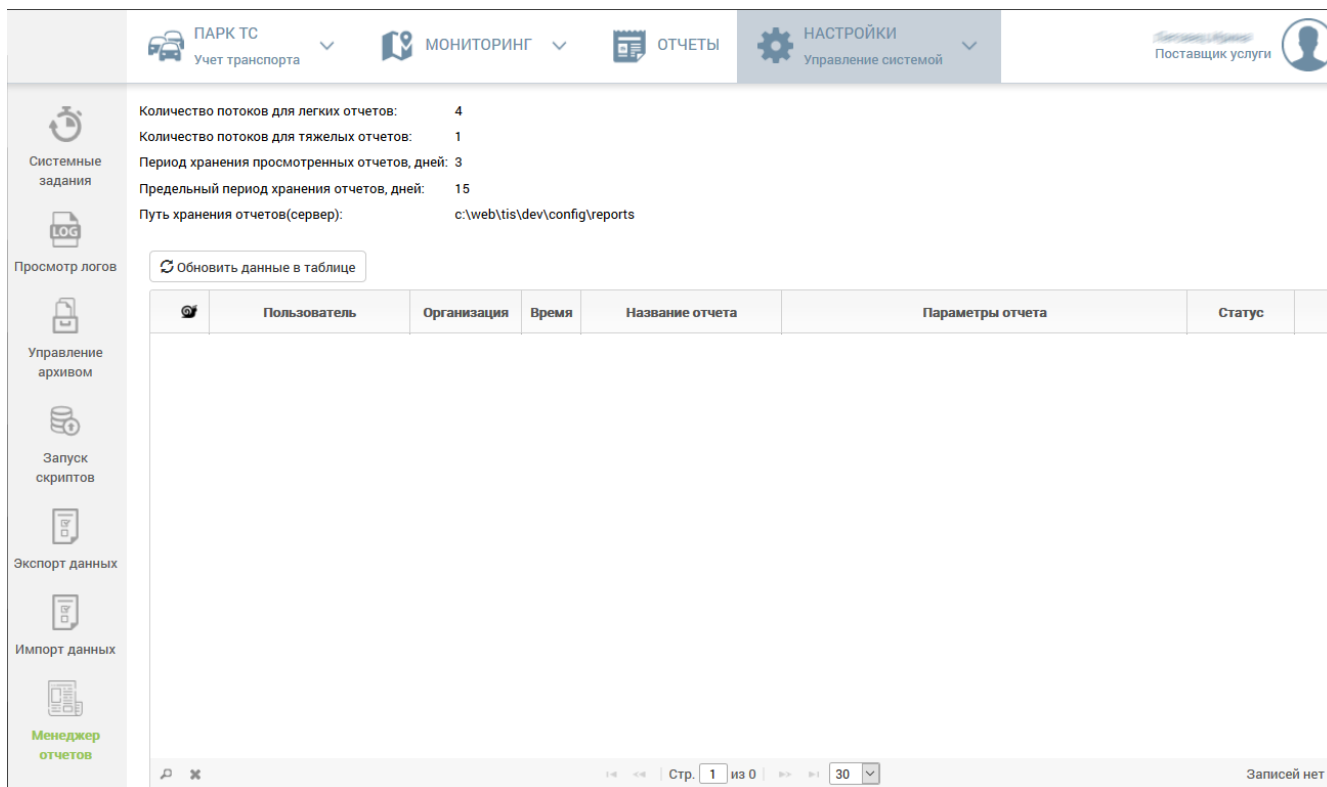 ПАРК ТС
Учет транспорта
МОНИТОРИНГ
ОТЧЕТЫ
НАСТРОЙКИ
Управление системой
Поставщик услуги
Системные
задания
LOG
Просмотр логов
Управление
архивом
Запуск
скриптов
Экспорт данных
Импорт данных
Менеджер
отчетов
Количество потоков для легких отчетов: 4
Количество потоков для тяжелых отчетов: 1
Период хранения просмотренных отчетов, дней: 3
Предельный период хранения отчетов, дней: 15
Путь хранения отчетов(сервер): c:\web\tis\dev\config\reports
Обновить данные в таблице
Пользователь Организация Время Название отчета Параметры отчета Статус
Стр. 1 из 0 30 Записей нет